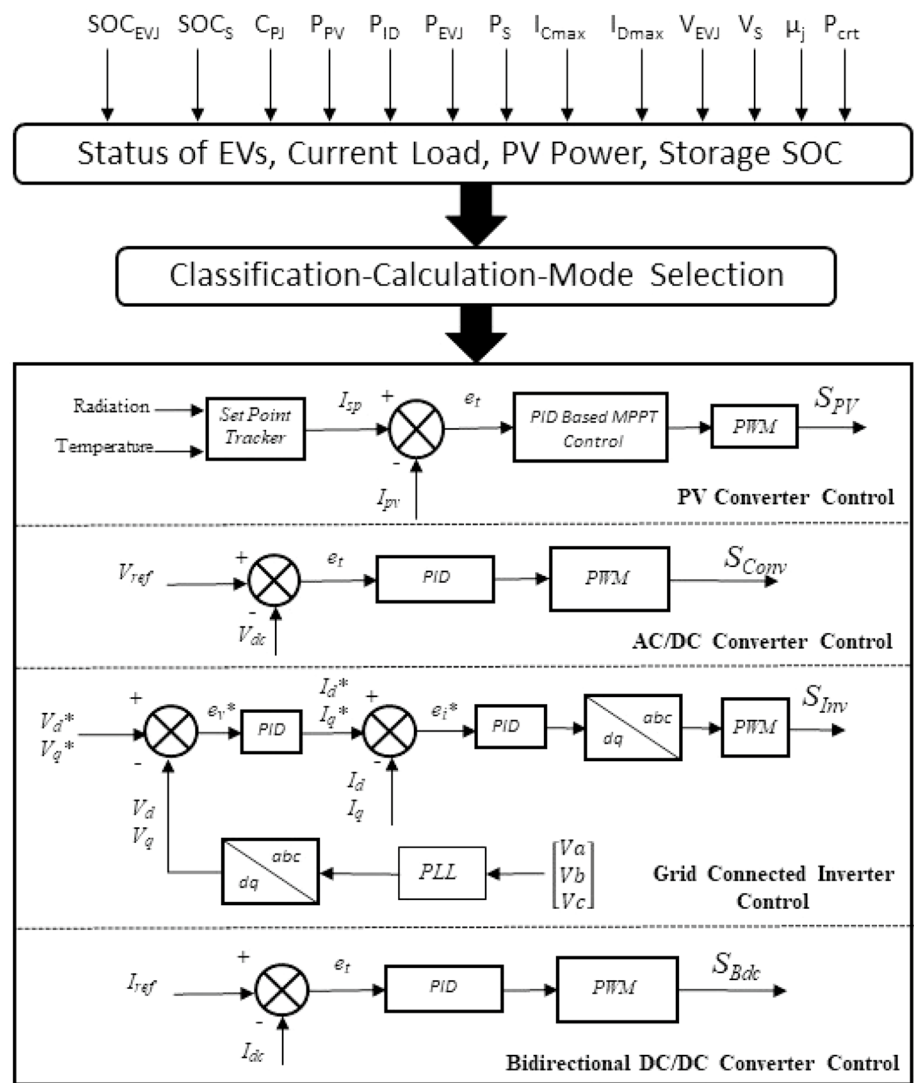 SOC_EVJ SOC_S C_PJ P_PV P_ID P_EVJ P_S I_Cmax I_Dmax V_EVJ V_S μ_j P_crt
Status of EVs, Current Load, PV Power, Storage SOC
Classification-Calculation-Mode Selection
Radiation
Temperature
Set Point
Tracker
I_sp
+
-
I_pv
e_t
PID Based MPPT
Control
PWM
S_PV
PV Converter Control
V_ref
+
-
V_dc
e_t
PID
PWM
S_Conv
AC/DC Converter Control
V_d*
V_q*
+
-
e_v*
PID
I_d*
I_q*
+
-
I_d
I_q
e_i*
PID
abc
dq
PWM
S_Inv
V_d
V_q
abc
dq
PLL
Va
Vb
Vc
Grid Connected Inverter
Control
I_ref
+
-
I_dc
e_t
PID
PWM
S_Bdc
Bidirectional DC/DC Converter Control